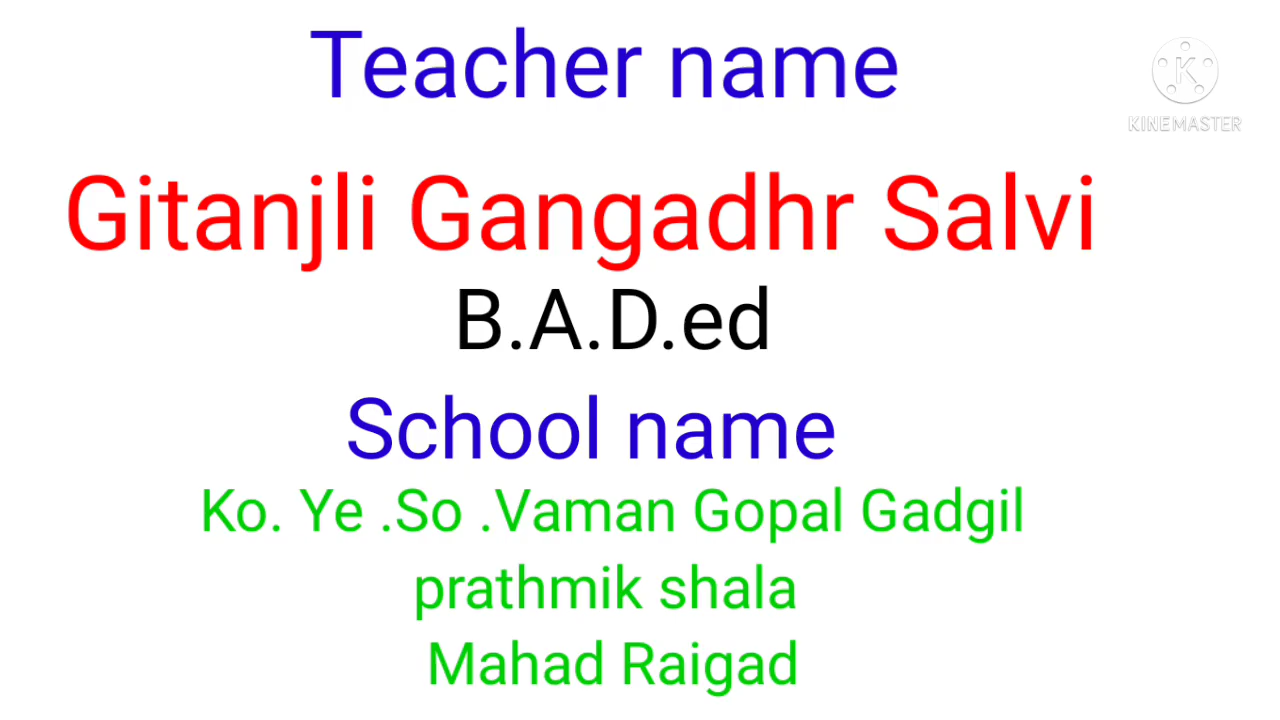 Teacher name
K
KINEMASTER
Gitanjli Gangadhr Salvi
B.A.D.ed
School name
Ko. Ye .So .Vaman Gopal Gadgil
prathmik shala
Mahad Raigad